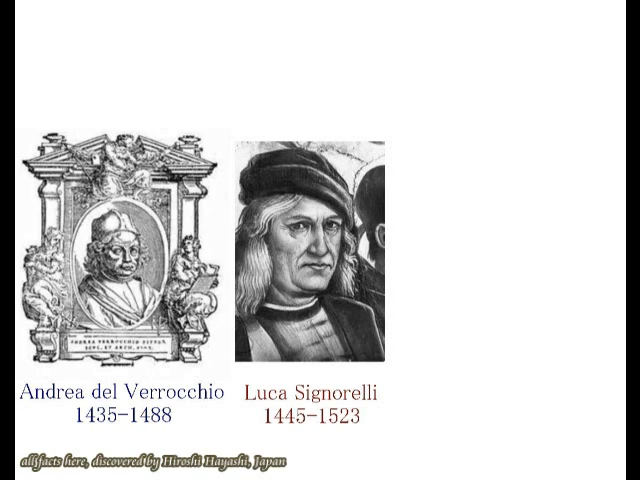 ANDREA VERROCCHIO PITTOR
SCVL. ET ARCH.
Andrea del Verrocchio
1435-1488
Luca Signorelli
1445-1523
all facts here, discovered by Hiroshi Hayashi, Japan